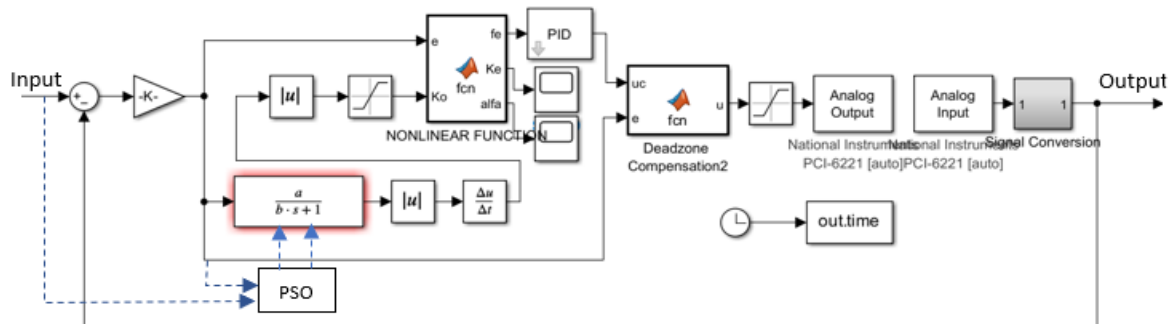 Input
+
-
-K-
|u|
e
Ko
fcn
fe
Ke
alfa
NONLINEAR FUNCTION
PID
a
b · s + 1
|u|
Δu
Δt
PSO
uc
e
fcn
u
Deadzone
Compensation2
Analog
Output
National Instruments
PCI-6221 [auto]
Analog
Input
National Instruments
PCI-6221 [auto]
1 1
Signal Conversion
Output
out.time